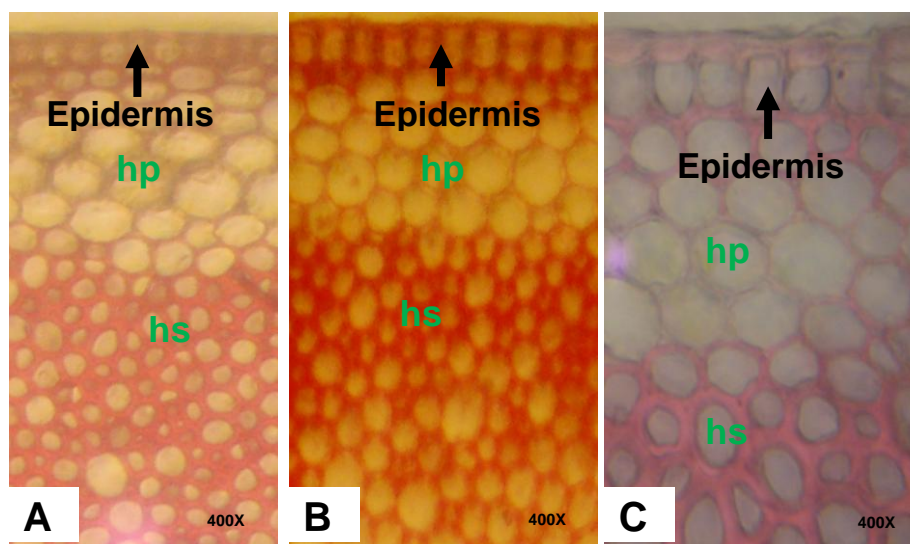 Epidermis
hp
hs
A
400X
Epidermis
hp
hs
B
400X
Epidermis
hp
hs
C
400X